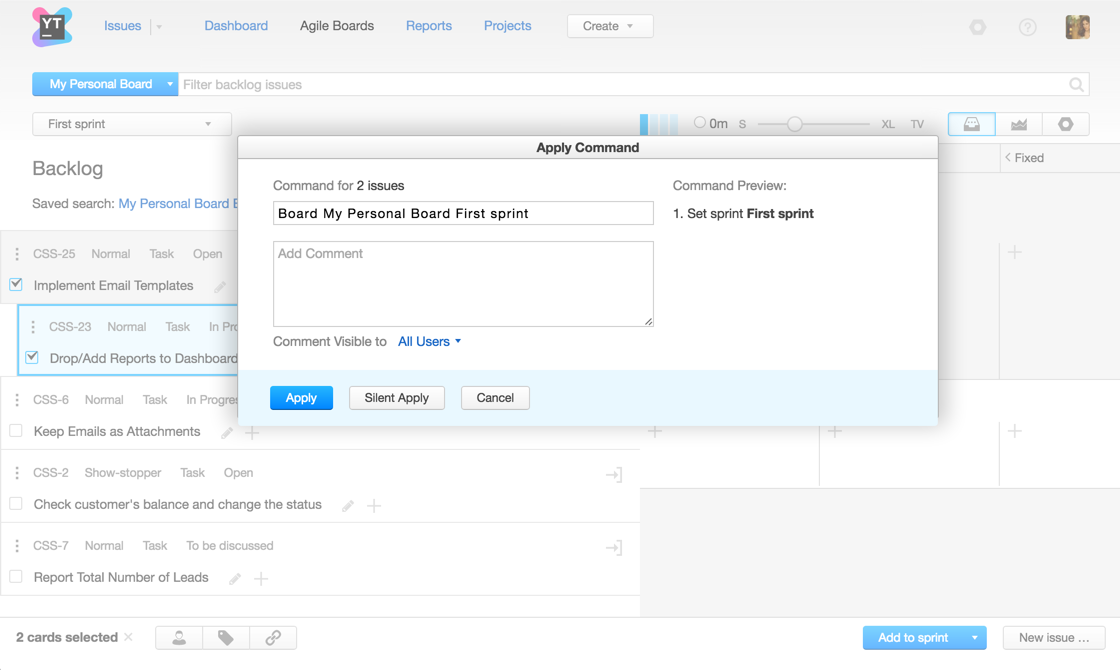 YT
Issues Dashboard Agile Boards Reports Projects Create
My Personal Board Filter backlog issues
First sprint 0m S XL TV
Apply Command
Fixed
Backlog
Saved search: My Personal Board
Command for 2 issues Command Preview:
Board My Personal Board First sprint 1. Set sprint First sprint
Add Comment
CSS-25 Normal Task Open
Implement Email Templates
CSS-23 Normal Task In Pro
Drop/Add Reports to Dashboard
Comment Visible to All Users
Apply Silent Apply Cancel
CSS-6 Normal Task In Progres
Keep Emails as Attachments
CSS-2 Show-stopper Task Open
Check customer's balance and change the status
CSS-7 Normal Task To be discussed
Report Total Number of Leads
2 cards selected Add to sprint New issue ...